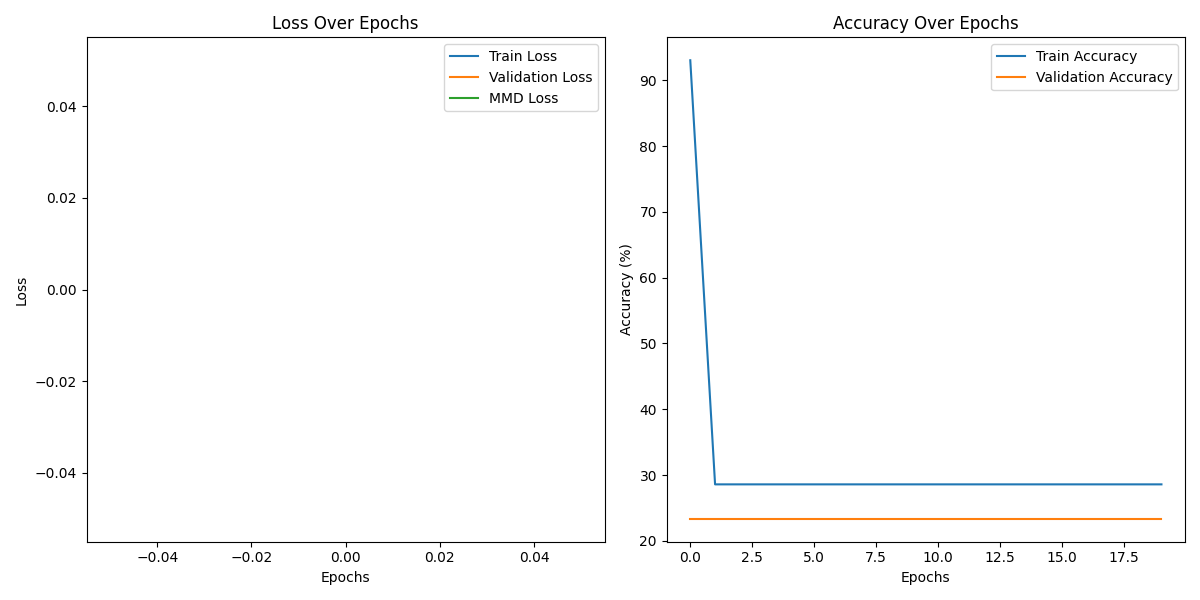 Loss Over Epochs
Train Loss
Validation Loss
MMD Loss
0.04
0.02
0.00
−0.02
−0.04
Loss
−0.04
−0.02
0.00
0.02
0.04
Epochs
Accuracy Over Epochs
Train Accuracy
Validation Accuracy
90
80
70
60
50
40
30
20
Accuracy (%)
0.0
2.5
5.0
7.5
10.0
12.5
15.0
17.5
Epochs